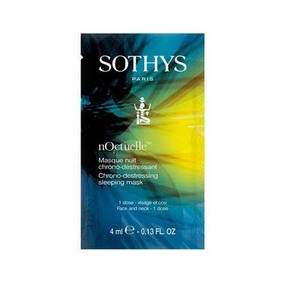 SOTHYS
PARIS
nO₂ctuelle™
Masque nuit
chrono-destressant
Chrono-destressing
sleeping mask
1 dose - visage et cou
Face and neck - 1 dose
4 ml ℮ - 0.13 FL. OZ